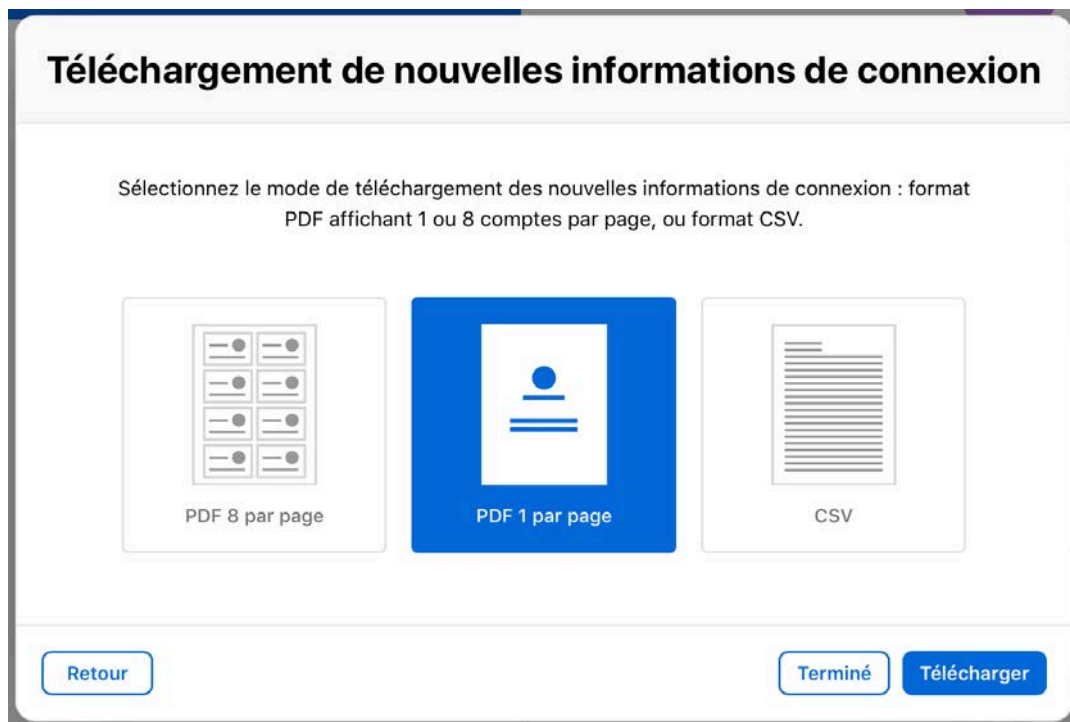 Téléchargement de nouvelles informations de connexion
Sélectionnez le mode de téléchargement des nouvelles informations de connexion : format
PDF affichant 1 ou 8 comptes par page, ou format CSV.
PDF 8 par page
PDF 1 par page
CSV
Retour
Terminé
Télécharger